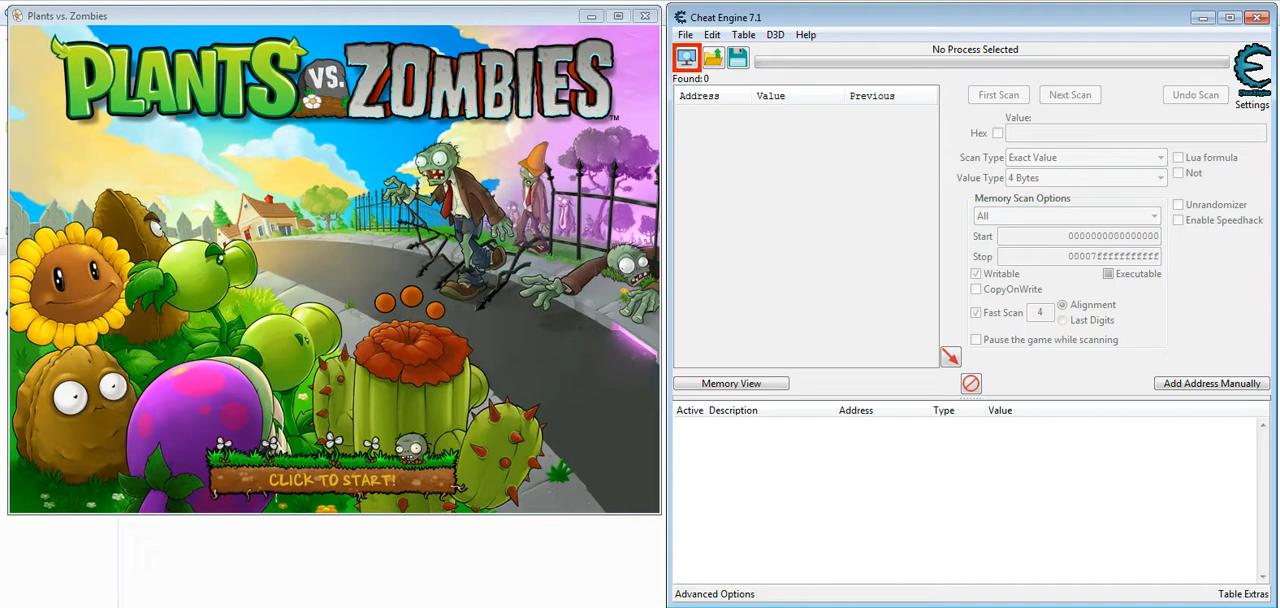 Plants vs. Zombies
PLANTS VS. ZOMBIES™
CLICK TO START!
Cheat Engine 7.1
File Edit Table D3D Help
No Process Selected
Found: 0
Address Value Previous
First Scan Next Scan Undo Scan
Cheat Engine
Settings
Value:
Hex
Scan Type Exact Value Lua formula
Not
Value Type 4 Bytes
Memory Scan Options
All
Unrandomizer
Enable Speedhack
Start 0000000000000000
Stop 00007fffffffffff
Writable Executable
CopyOnWrite
Fast Scan 4 Alignment
Last Digits
Pause the game while scanning
Memory View Add Address Manually
Active Description Address Type Value
Advanced Options Table Extras